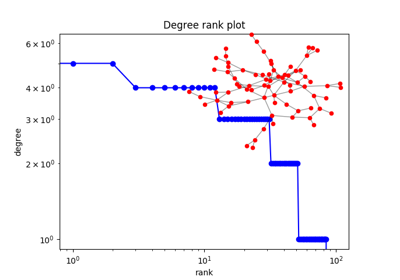 Degree rank plot
6 × 10⁰
4 × 10⁰
3 × 10⁰
2 × 10⁰
10⁰
degree
10⁰ 10¹ 10²
rank